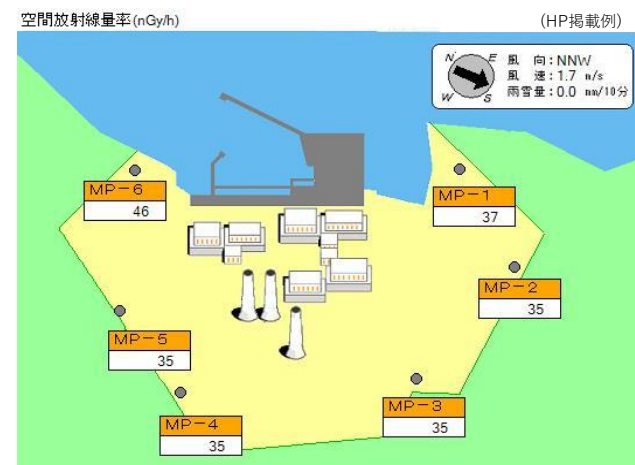 空間放射線量率(nGy/h)
(HP掲載例)
N E
W S
風 向:NNW
風 速:1.7 m/s
雨雪量:0.0 mm/10分
MP-6
46
MP-1
37
MP-2
35
MP-5
35
MP-3
35
MP-4
35